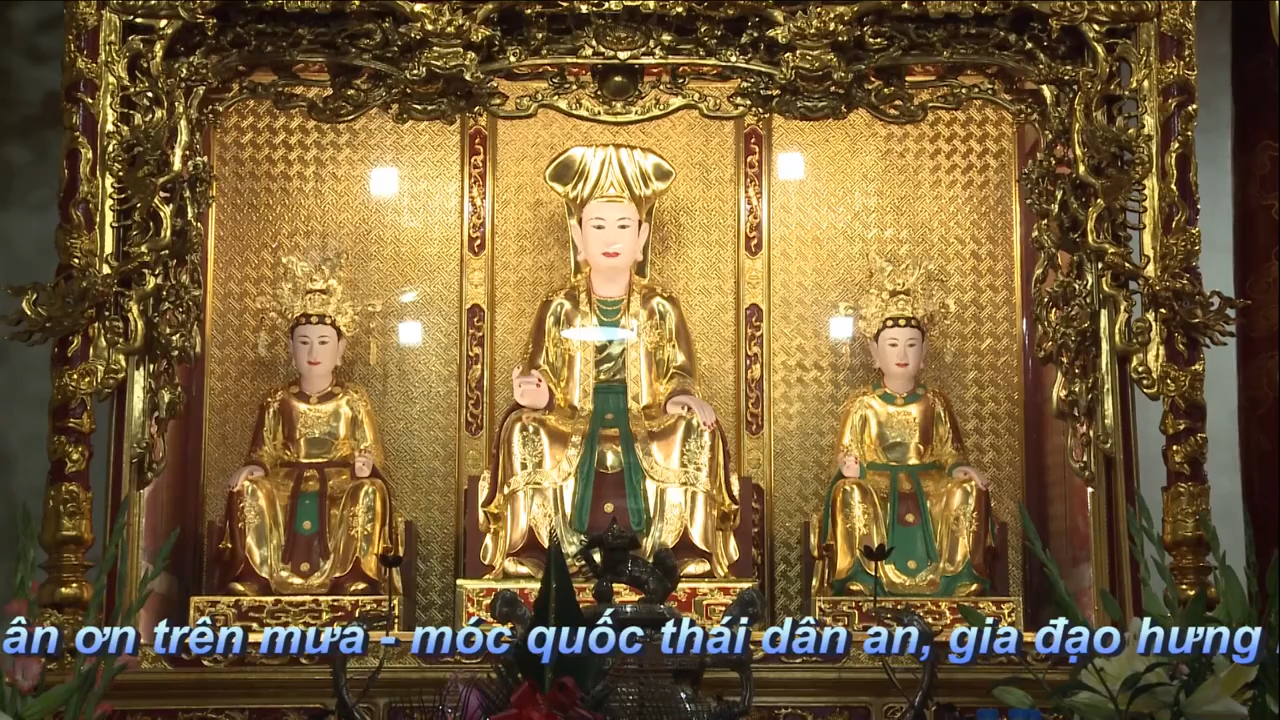 ân ơn trên mưa - móc quốc thái dân an, gia đạo hưng